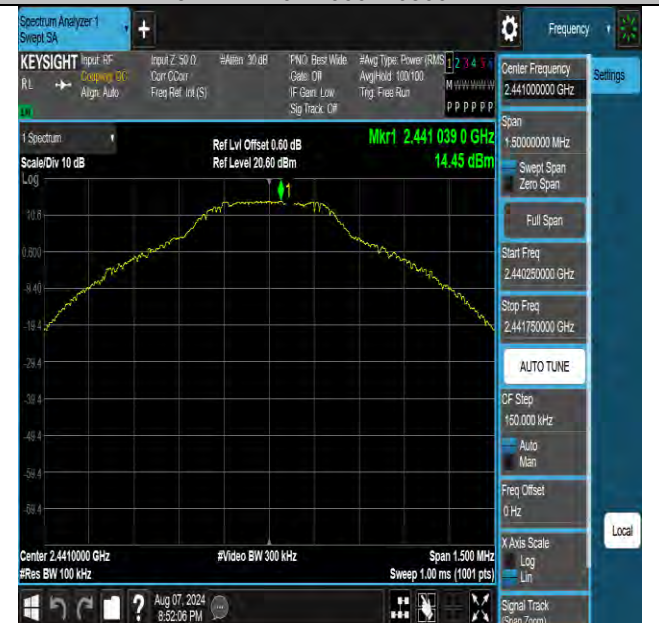 Spectrum Analyzer 1
Swept SA
+
Frequency
KEYSIGHT
RL
Input: RF
Coupling: DC
Align: Auto
Input Z: 50 Ω
Corr CCorr
Freq Ref: Int (S)
#Atten: 30 dB
PNO: Best Wide
Gate: Off
IF Gain: Low
Sig Track: Off
#Avg Type: Power (RMS
Avg|Hold: 100/100
Trig: Free Run
1 2 3 4 5 6
M W W W W W
P P P P P P
1 Spectrum
Scale/Div 10 dB
Log
Ref Lvl Offset 0.60 dB
Ref Level 20.60 dBm
Mkr1 2.441 039 0 GHz
14.45 dBm
1
10.6
0.600
-9.40
-19.4
-29.4
-39.4
-49.4
-59.4
-69.4
Center 2.4410000 GHz
#Res BW 100 kHz
#Video BW 300 kHz
Span 1.500 MHz
Sweep 1.00 ms (1001 pts)
Center Frequency
2.441000000 GHz
Settings
Span
1.50000000 MHz
Swept Span
Zero Span
Full Span
Start Freq
2.440250000 GHz
Stop Freq
2.441750000 GHz
AUTO TUNE
CF Step
150.000 kHz
Auto
Man
Freq Offset
0 Hz
X Axis Scale
Log
Lin
Local
Signal Track
(Span Zoom)
?
Aug 07, 2024
8:52:06 PM